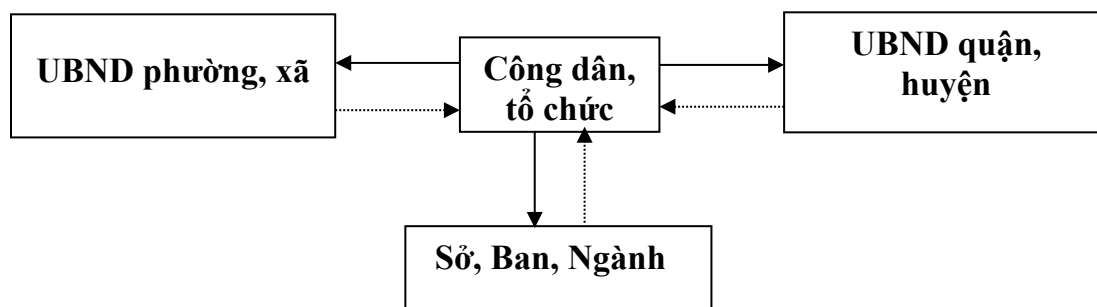 UBND phường, xã
Công dân,
tổ chức
UBND quận,
huyện
Sở, Ban, Ngành